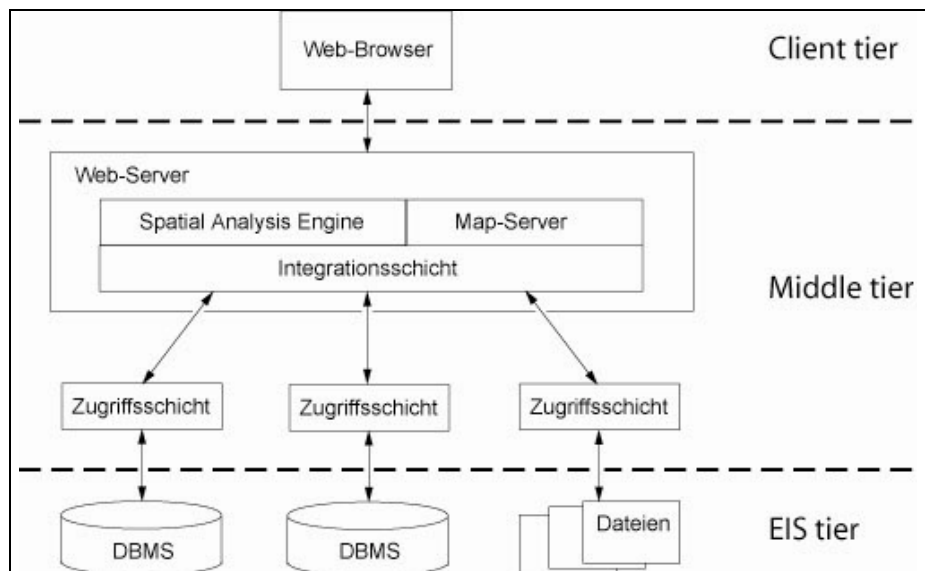 Web-Browser
Client tier
Web-Server
Spatial Analysis Engine
Map-Server
Integrationsschicht
Middle tier
Zugriffsschicht
Zugriffsschicht
Zugriffsschicht
DBMS
DBMS
Dateien
EIS tier